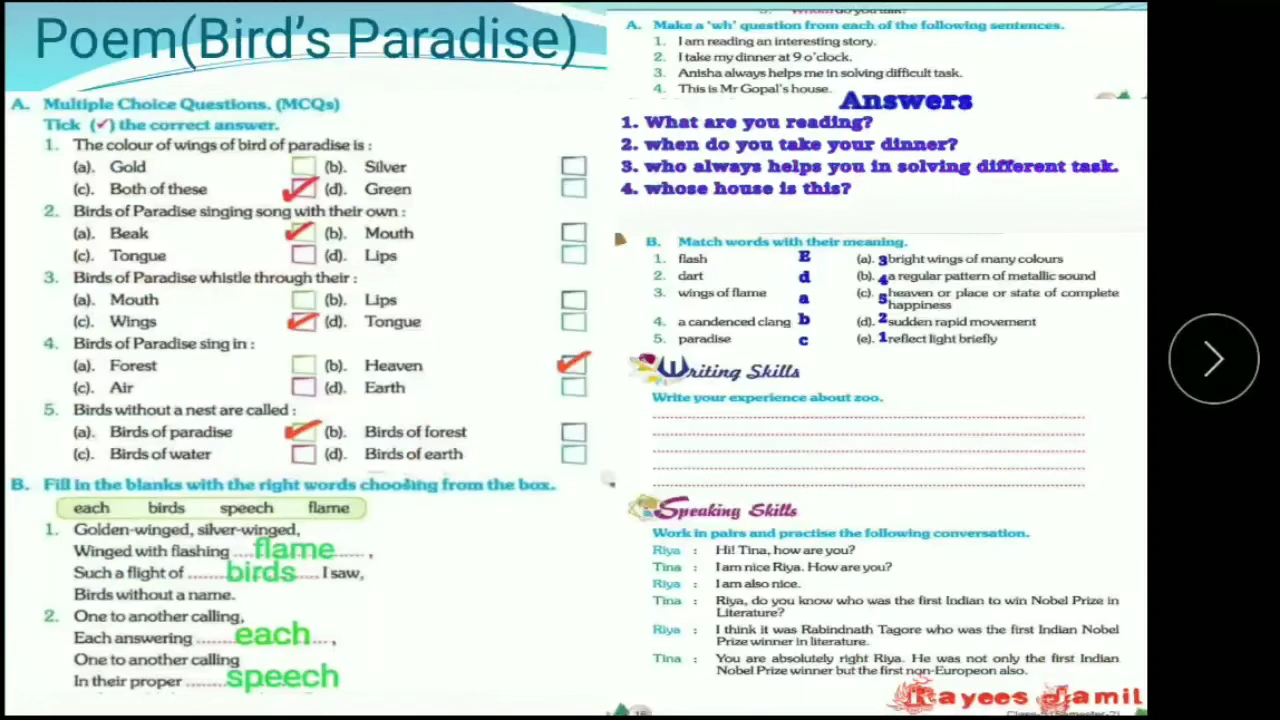 Poem(Bird's Paradise)
A. Multiple Choice Questions. (MCQs)
Tick (✓) the correct answer.
1. The colour of wings of bird of paradise is :
(a). Gold (b). Silver
(c). Both of these (d). Green
2. Birds of Paradise singing song with their own :
(a). Beak (b). Mouth
(c). Tongue (d). Lips
3. Birds of Paradise whistle through their :
(a). Mouth (b). Lips
(c). Wings (d). Tongue
4. Birds of Paradise sing in :
(a). Forest (b). Heaven
(c). Air (d). Earth
5. Birds without a nest are called :
(a). Birds of paradise (b). Birds of forest
(c). Birds of water (d). Birds of earth
B. Fill in the blanks with the right words choosing from the box.
each birds speech flame
1. Golden-winged, silver-winged,
Winged with flashing ....flame......,
Such a flight of ........birds.... I saw,
Birds without a name.
2. One to another calling,
Each answering ........each...,
One to another calling
In their proper ........speech
A. Make a 'wh' question from each of the following sentences.
1. I am reading an interesting story.
2. I take my dinner at 9 o'clock.
3. Anisha always helps me in solving difficult task.
4. This is Mr Gopal's house.
Answers
1. What are you reading?
2. when do you take your dinner?
3. who always helps you in solving different task.
4. whose house is this?
B. Match words with their meaning.
1. flash E (a). 3 bright wings of many colours
2. dart d (b). 4 a regular pattern of metallic sound
3. wings of flame a (c). 5 heaven or place or state of complete
happiness
4. a candenced clang b (d). 2 sudden rapid movement
5. paradise c (e). 1 reflect light briefly
Writing Skills
Write your experience about zoo.
Speaking Skills
Work in pairs and practise the following conversation.
Riya : Hi! Tina, how are you?
Tina : I am nice Riya. How are you?
Riya : I am also nice.
Tina : Riya, do you know who was the first Indian to win Nobel Prize in
Literature?
Riya : I think it was Rabindnath Tagore who was the first Indian Nobel
Prize winner in literature.
Tina : You are absolutely right Riya. He was not only the first Indian
Nobel Prize winner but the first non-European also.
Rayees Jamil